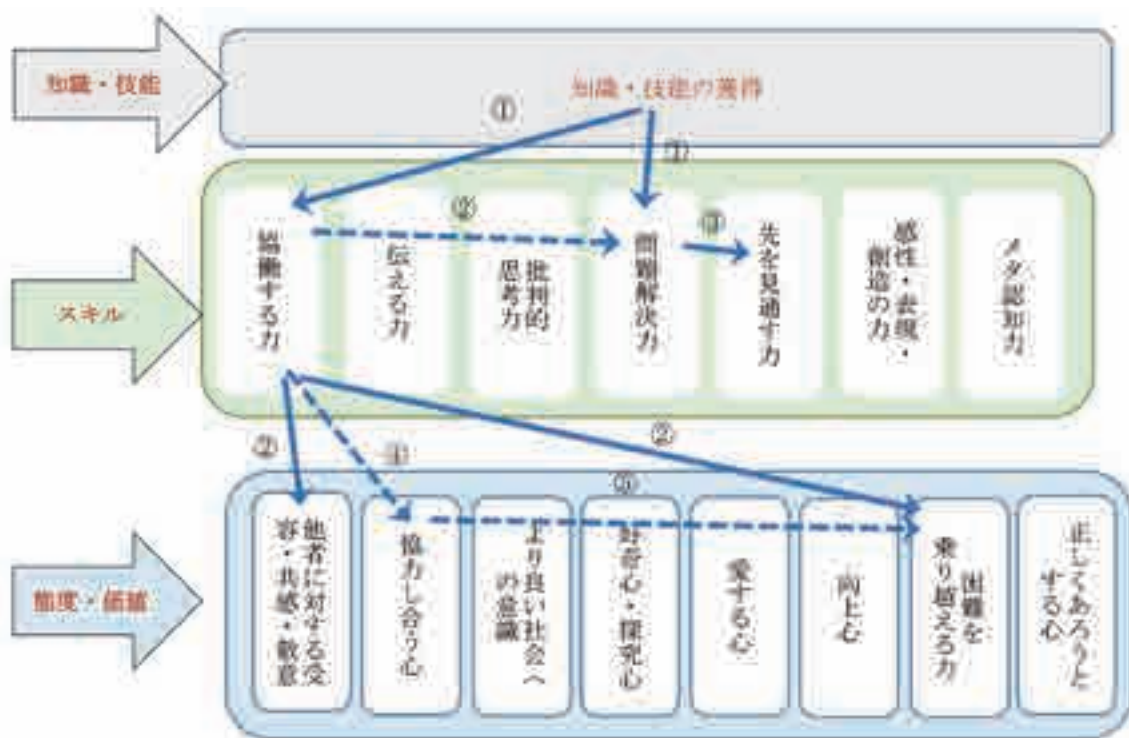 知識・技能
知識・技能の獲得
①
①
スキル
協働する力
伝える力
批判的
思考力
問題解決力
先を見通す力
感性・表現・
創造の力
メタ認知力
②
③
②
②
⑤
態度・価値
他者に対する受
容・共感・敬意
協力し合う心
より良い社会へ
の意識
好奇心・探究心
愛する心
向上心
困難を
乗り越える力
正しくあろうと
する心